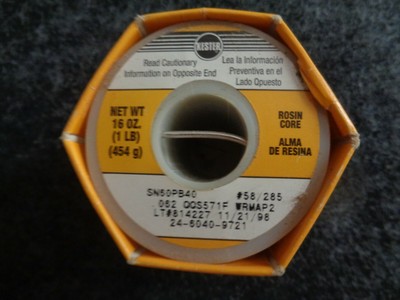 KESTER
Read Cautionary
Information on Opposite End
Lea la Información
Preventiva en el
Lado Opuesto
NET WT
16 OZ.
(1 LB)
(454 g)
ROSIN
CORE
ALMA
DE RESINA
SN60PB40 #58/285
.062 QQS571F WRMAP2
LT#814227 11/21/98
24-6040-9721